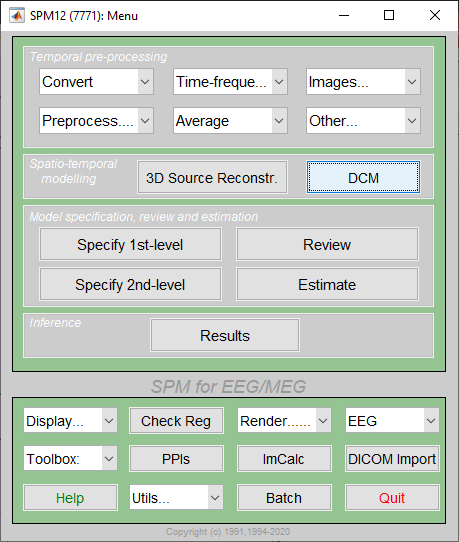 SPM12 (7771): Menu
Temporal pre-processing
Convert Time-freque... Images...
Preprocess.... Average Other...
Spatio-temporal
modelling
3D Source Reconstr. DCM
Model specification, review and estimation
Specify 1st-level Review
Specify 2nd-level Estimate
Inference
Results
SPM for EEG/MEG
Display... Check Reg Render...... EEG
Toolbox: PPIs ImCalc DICOM Import
Help Utils... Batch Quit
Copyright (c) 1991,1994-2020